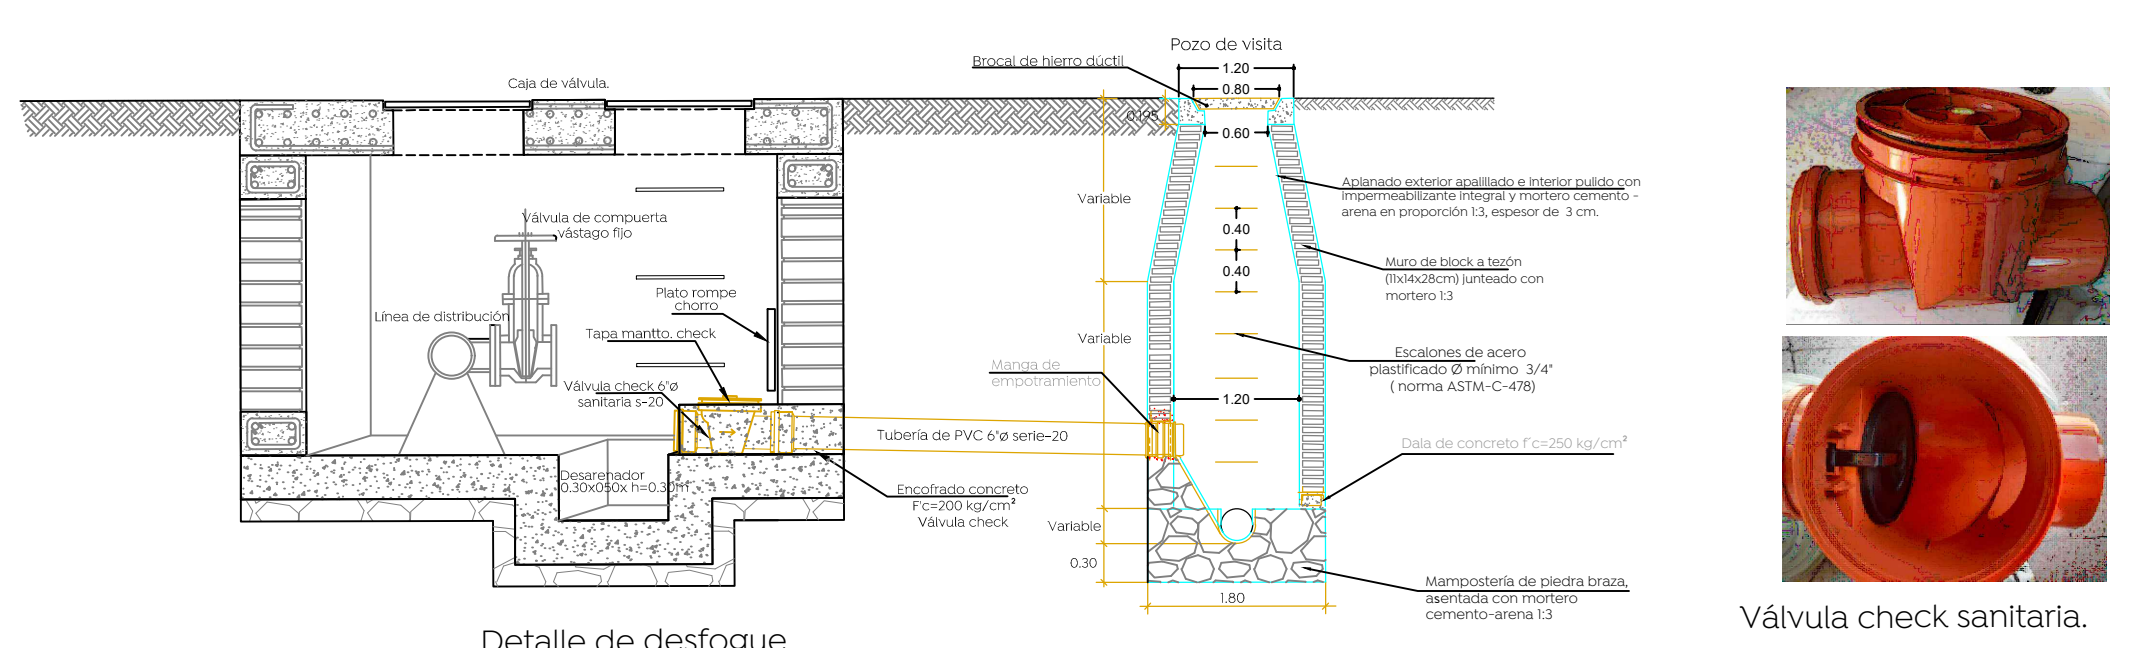 Pozo de visita
Brocal de hierro dúctil
1.20
0.80
Caja de válvula.
0.195
0.60
Aplanado exterior apalillado e interior pulido con
impermeabilizante integral y mortero cemento -
arena en proporción 1:3, espesor de 3 cm.
Variable
Válvula de compuerta
vástago fijo
0.40
0.40
Muro de block a tezón
(11x14x28cm) junteado con
mortero 1:3
Plato rompe
chorro
Línea de distribución
Tapa mantto. check
Variable
Manga de
empotramiento
Escalones de acero
plastificado Ø mínimo 3/4"
( norma ASTM-C-478)
Válvula check 6"ø
sanitaria s-20
1.20
Tubería de PVC 6"ø serie-20
Dala de concreto f´c=250 kg/cm²
Desarenador
0.30x050x h=0.30m
Encofrado concreto
F'c=200 kg/cm²
Válvula check
Variable
0.30
1.80
Mampostería de piedra braza,
asentada con mortero
cemento-arena 1:3
Válvula check sanitaria.
Detalle de desfogue